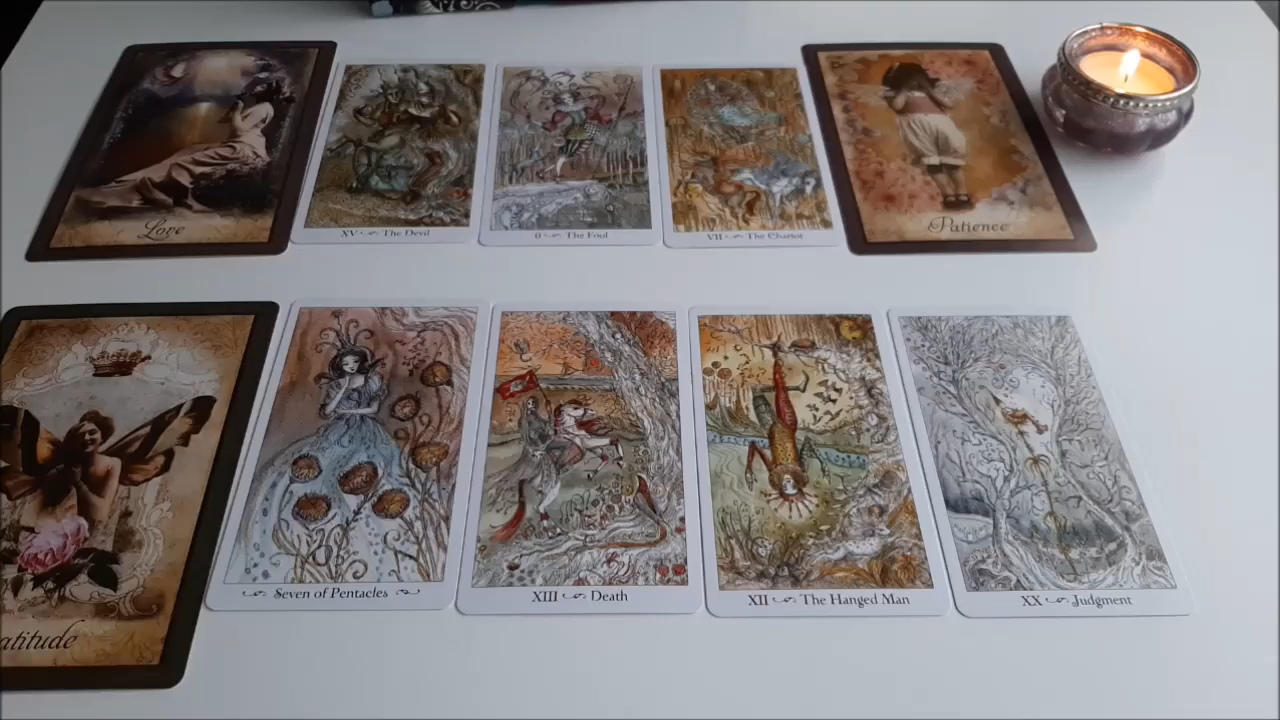 Love
XV The Devil
0 The Fool
VII The Chariot
Patience
atitude
Seven of Pentacles
XIII Death
XII The Hanged Man
XX Judgment